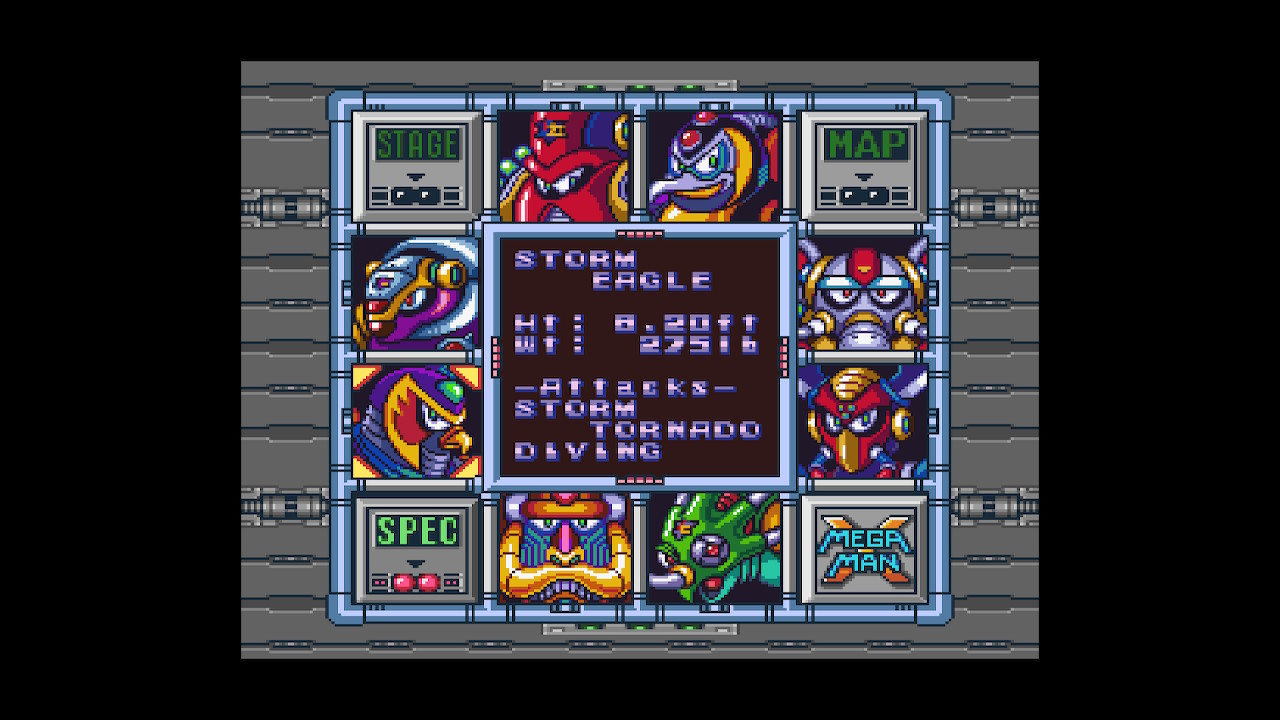 STAGE
MAP
STORM
EAGLE
Ht: 8.20ft
Wt: 275lb
-Attacks-
STORM
TORNADO
DIVING
SPEC
MEGA
MAN
X